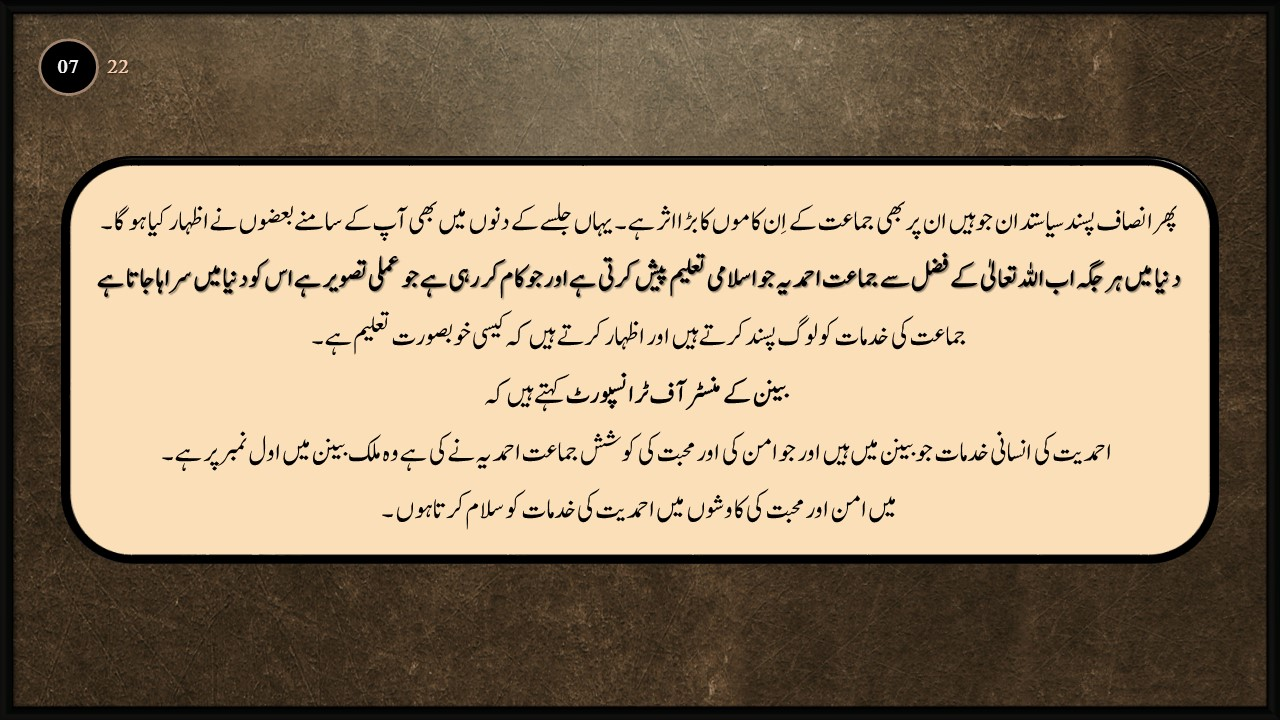 07 22
پھر انصاف پسند سیاستدان جو ہیں ان پر بھی جماعت کے اِن کاموں کا بڑا اثر ہے۔ یہاں جلسے کے دنوں میں بھی آپ کے سامنے بعضوں نے اظہار کیا ہو گا۔
دنیا میں ہر جگہ اب اللہ تعالیٰ کے فضل سے جماعت احمدیہ جو اسلامی تعلیم پیش کرتی ہے اور جو کام کر رہی ہے جو عملی تصویر ہے اس کو دنیا میں سراہا جاتا ہے
جماعت کی خدمات کو لوگ پسند کرتے ہیں اور اظہار کرتے ہیں کہ کیسی خوبصورت تعلیم ہے۔
بینن کے منسٹر آف ٹرانسپورٹ کہتے ہیں کہ
احمدیت کی انسانی خدمات جو بینن میں ہیں اور جو امن کی اور محبت کی کوشش جماعت احمدیہ نے کی ہے وہ ملک بینن میں اول نمبر پر ہے۔
میں امن اور محبت کی کاوشوں میں احمدیت کی خدمات کو سلام کرتا ہوں۔